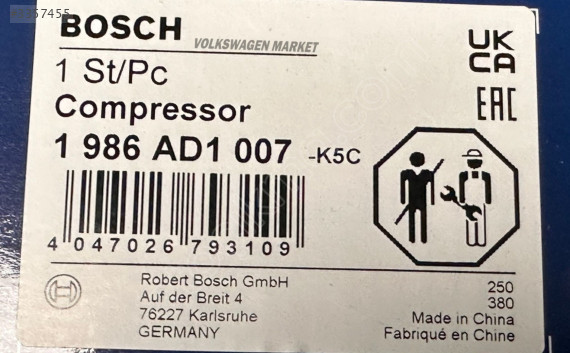 BOSCH
VOLKSWAGEN MARKET
UK
CA
1 St/Pc
Compressor
EAC
1 986 AD1 007 -K5C
4 047026 793109
Robert Bosch GmbH
Auf der Breit 4
76227 Karlsruhe
GERMANY
250
380
Made in China
Fabriqué en Chine